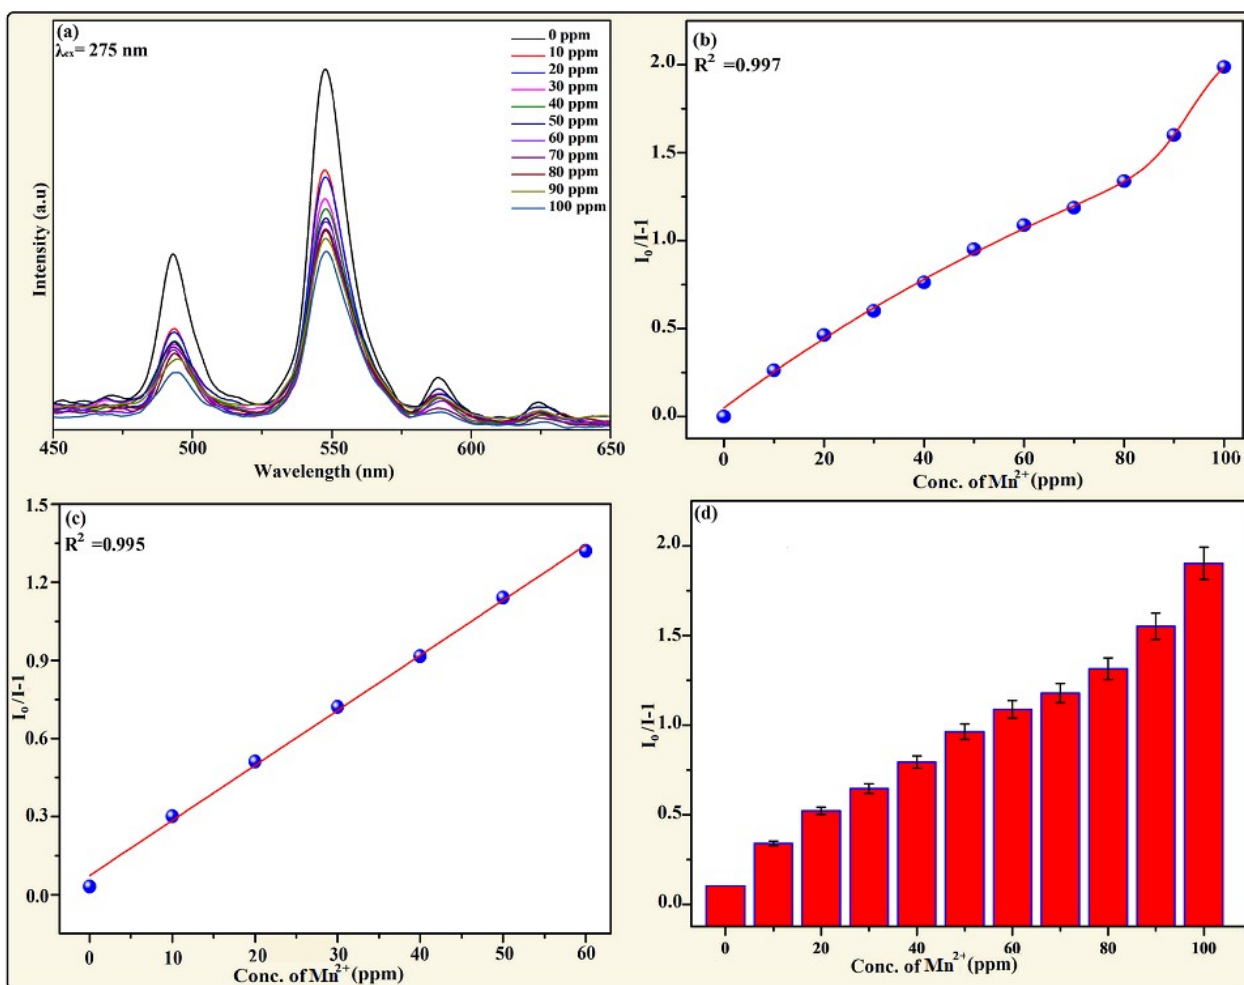 (a)
λex= 275 nm
0 ppm
10 ppm
20 ppm
30 ppm
40 ppm
50 ppm
60 ppm
70 ppm
80 ppm
90 ppm
100 ppm
Intensity (a.u)
450 500 550 600 650
Wavelength (nm)
(b)
R² =0.997
2.0
1.5
1.0
0.5
0.0
I₀/I-1
0 20 40 60 80 100
Conc. of Mn²⁺(ppm)
(c)
R² =0.995
1.5
1.2
0.9
0.6
0.3
0.0
I₀/I-1
0 10 20 30 40 50 60
Conc. of Mn²⁺(ppm)
(d)
2.0
1.5
1.0
0.5
0.0
I₀/I-1
0 20 40 60 80 100
Conc. of Mn²⁺(ppm)